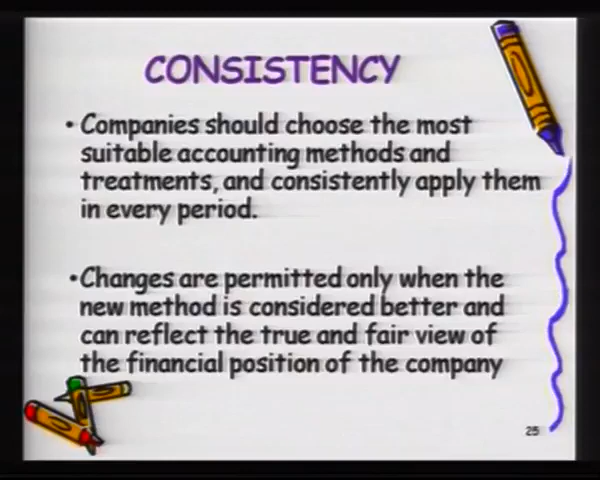 CONSISTENCY
• Companies should choose the most
suitable accounting methods and
treatments, and consistently apply them
in every period.
• Changes are permitted only when the
new method is considered better and
can reflect the true and fair view of
the financial position of the company
25